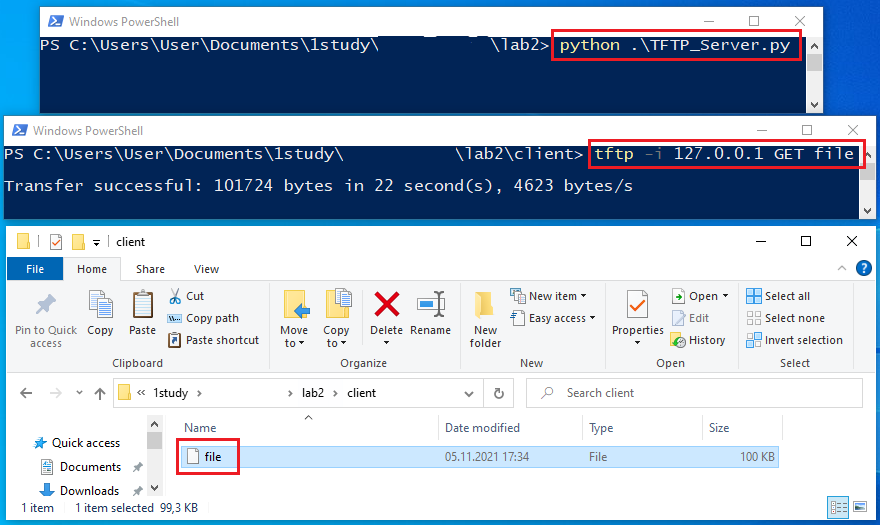 Windows PowerShell
PS C:\Users\User\Documents\1study\ \lab2> python .\TFTP_Server.py
Windows PowerShell
PS C:\Users\User\Documents\1study\ \lab2\client> tftp -i 127.0.0.1 GET file
Transfer successful: 101724 bytes in 22 second(s), 4623 bytes/s
client
File Home Share View
Pin to Quick access
Copy
Paste
Cut
Copy path
Paste shortcut
Clipboard
Move to
Copy to
Delete
Rename
Organize
New folder
New item
Easy access
New
Properties
Open
Edit
History
Open
Select all
Select none
Invert selection
Select
« 1study › › lab2 › client
Search client
Quick access
Documents
Downloads
Name Date modified Type Size
file 05.11.2021 17:34 File 100 KB
1 item 1 item selected 99,3 KB